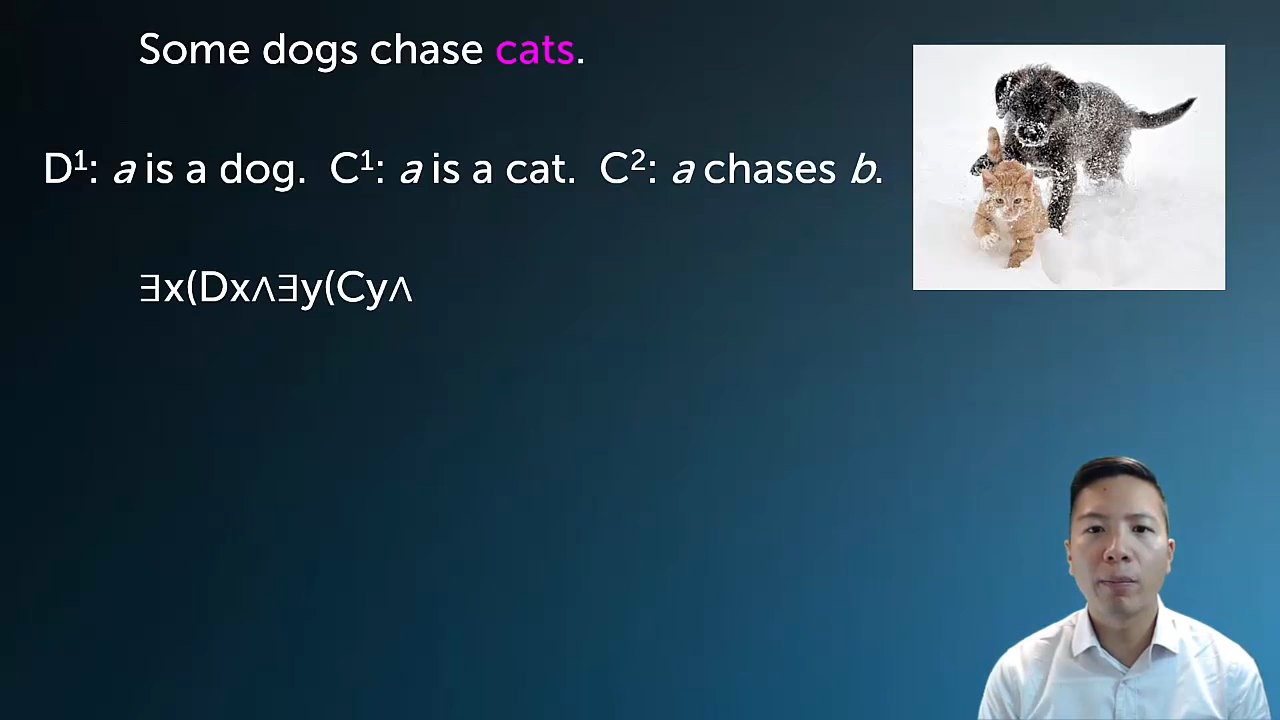 Some dogs chase cats.
D¹: a is a dog.  C¹: a is a cat.  C²: a chases b.
∃x(Dx∧∃y(Cy∧